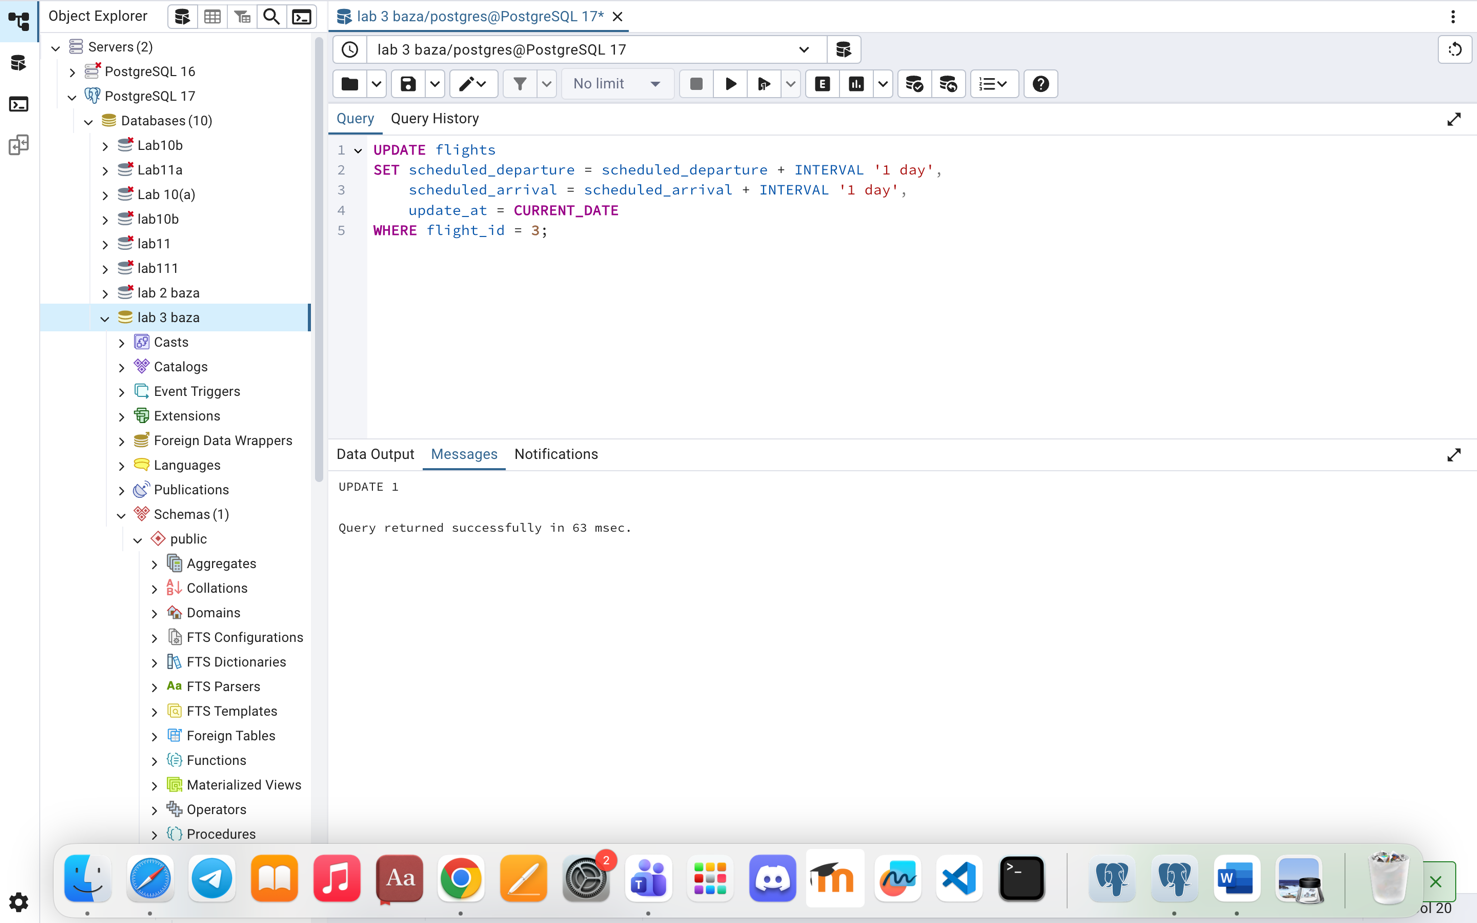 Object Explorer
lab 3 baza/postgres@PostgreSQL 17*
Servers (2)
PostgreSQL 16
PostgreSQL 17
Databases (10)
Lab10b
Lab11a
Lab 10(a)
lab10b
lab11
lab111
lab 2 baza
lab 3 baza
Casts
Catalogs
Event Triggers
Extensions
Foreign Data Wrappers
Languages
Publications
Schemas (1)
public
Aggregates
Collations
Domains
FTS Configurations
FTS Dictionaries
FTS Parsers
FTS Templates
Foreign Tables
Functions
Materialized Views
Operators
Procedures
lab 3 baza/postgres@PostgreSQL 17
No limit
E
Query
Query History
1 UPDATE flights
2 SET scheduled_departure = scheduled_departure + INTERVAL '1 day',
3 scheduled_arrival = scheduled_arrival + INTERVAL '1 day',
4 update_at = CURRENT_DATE
5 WHERE flight_id = 3;
Data Output
Messages
Notifications
UPDATE 1
Query returned successfully in 63 msec.
Aa
2
W
ol 20